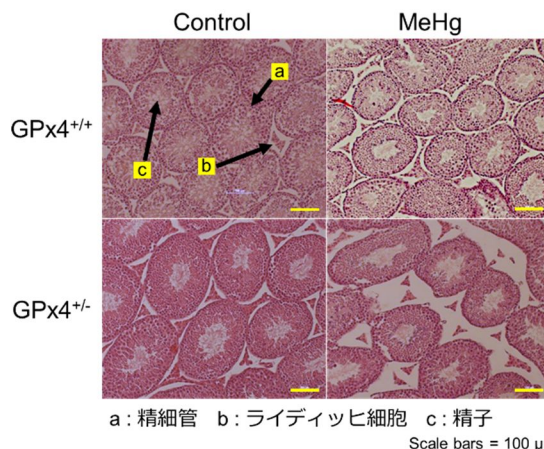 Control MeHg
GPx4+/+
a
b
c
GPx4+/-
a : 精細管 b : ライディッヒ細胞 c : 精子
Scale bars = 100 μ